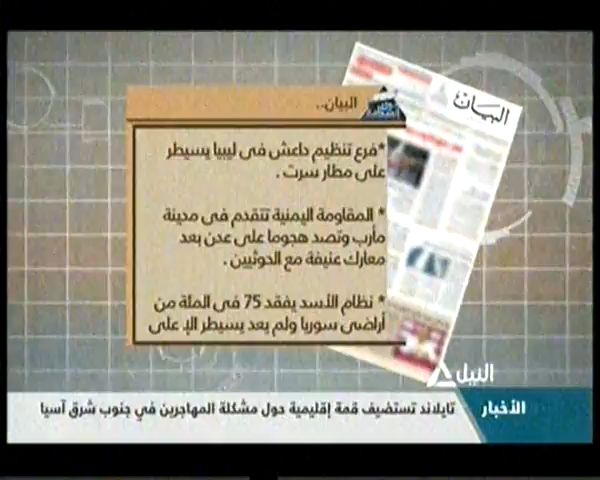 البيان
البيان..
*فرع تنظيم داعش فى ليبيا يسيطر
على مطار سرت .
* المقاومة اليمنية تتقدم فى مدينة
مأرب وتصد هجوما على عدن بعد
معارك عنيفة مع الحوثيين .
* نظام الأسد يفقد 75 فى المئة من
أراضى سوريا ولم يعد يسيطر الإ على
النيل
الأخبار
تايلاند تستضيف قمة إقليمية حول مشكلة المهاجرين في جنوب شرق آسيا